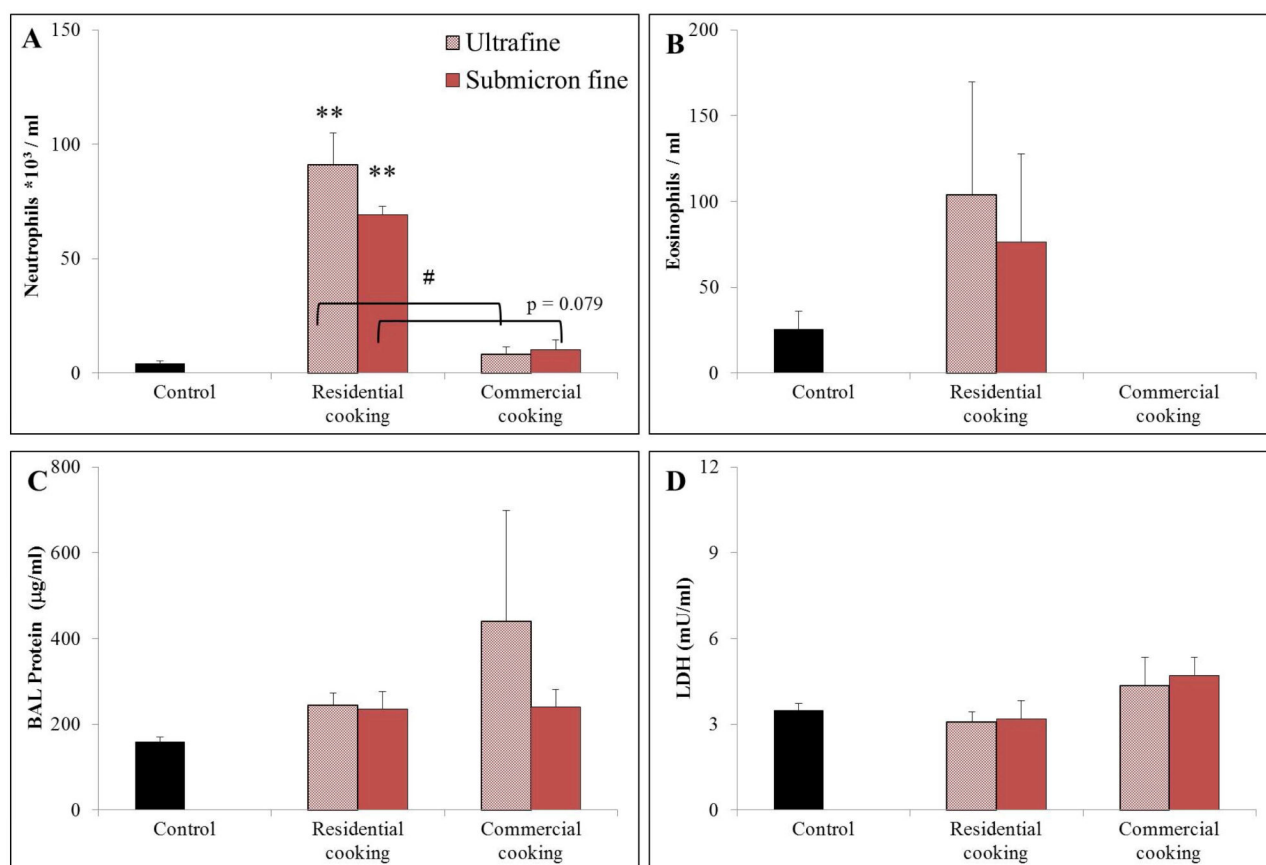 A
150
100
50
0
Neutrophils *10³ / ml
Ultrafine
Submicron fine
**
**
#
p = 0.079
Control
Residential
cooking
Commercial
cooking
B
200
150
100
50
0
Eosinophils / ml
Control
Residential
cooking
Commercial
cooking
C
800
600
400
200
0
BAL Protein (µg/ml)
Control
Residential
cooking
Commercial
cooking
D
12
9
6
3
0
LDH (mU/ml)
Control
Residential
cooking
Commercial
cooking